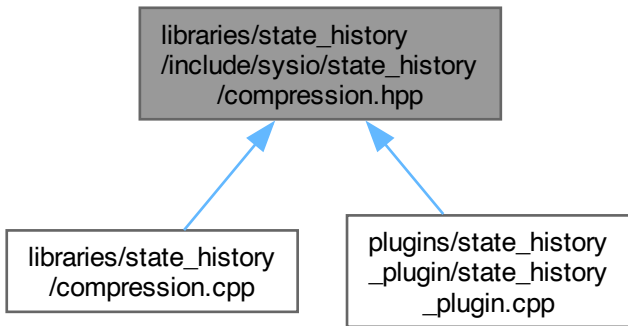 libraries/state_history
/include/sysio/state_history
/compression.hpp
libraries/state_history
/compression.cpp
plugins/state_history
_plugin/state_history
_plugin.cpp